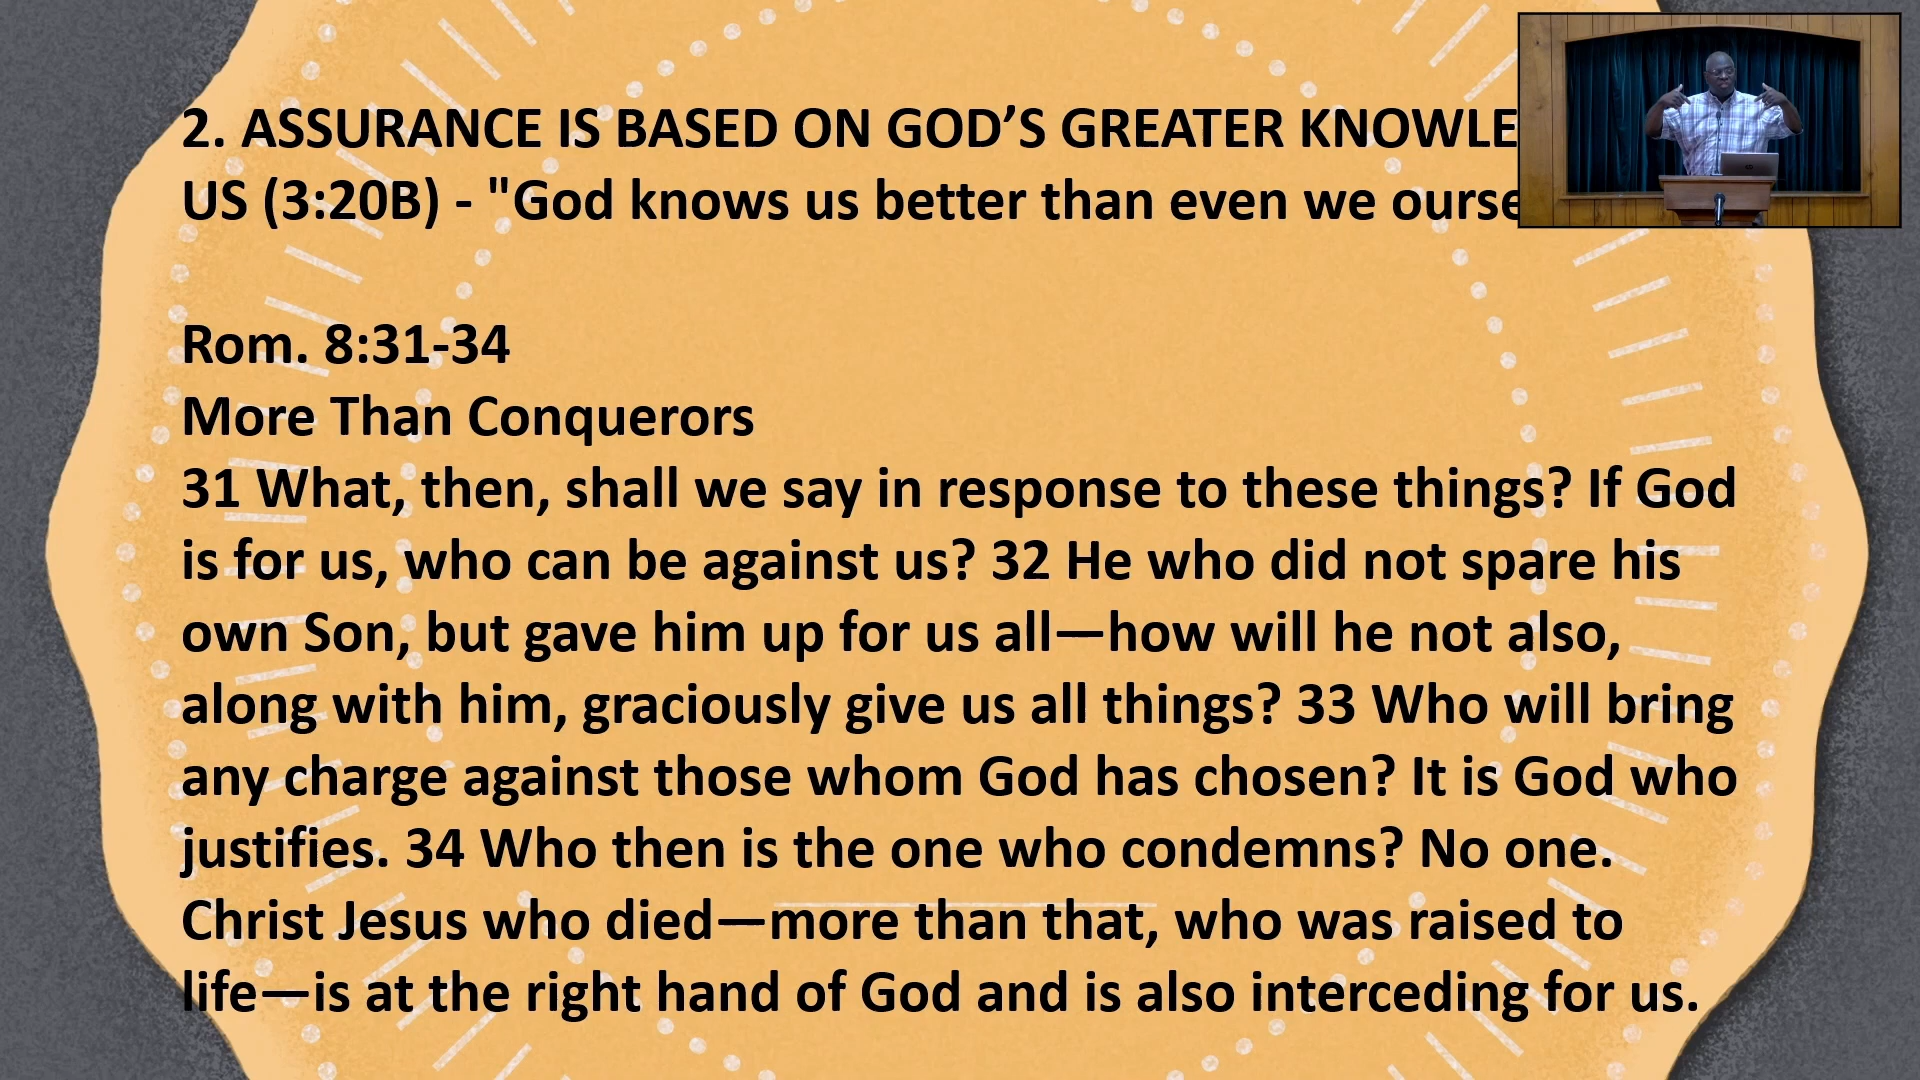 2. ASSURANCE IS BASED ON GOD’S GREATER
US (3:20B) - "God knows us better than even we
Rom. 8:31-34
More Than Conquerors
31 What, then, shall we say in response to these things? If God
is for us, who can be against us? 32 He who did not spare his
own Son, but gave him up for us all—how will he not also,
along with him, graciously give us all things? 33 Who will bring
any charge against those whom God has chosen? It is God who
justifies. 34 Who then is the one who condemns? No one.
Christ Jesus who died—more than that, who was raised to
life—is at the right hand of God and is also interceding for us.